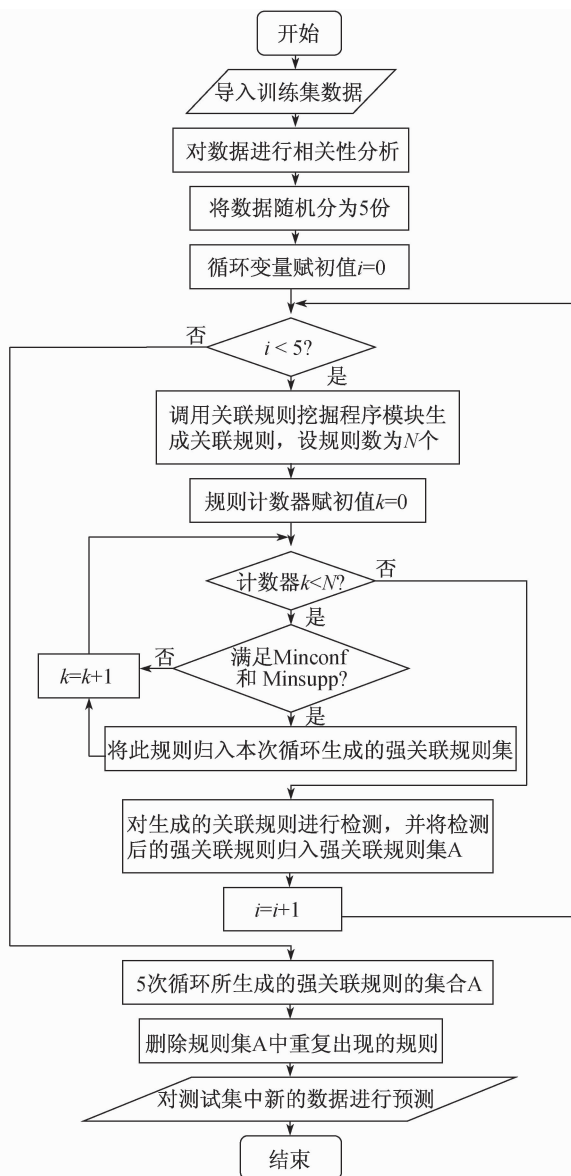 开始
导入训练集数据
对数据进行相关性分析
将数据随机分为5份
循环变量赋初值i=0
否
i < 5?
是
调用关联规则挖掘程序模块生
成关联规则，设规则数为N个
规则计数器赋初值k=0
计数器k<N?
否
是
k=k+1
否
满足Minconf
和 Minsupp?
是
将此规则归入本次循环生成的强关联规则集
对生成的关联规则进行检测，并将检测
后的强关联规则归入强关联规则集A
i=i+1
5次循环所生成的强关联规则的集合A
删除规则集A中重复出现的规则
对测试集中新的数据进行预测
结束